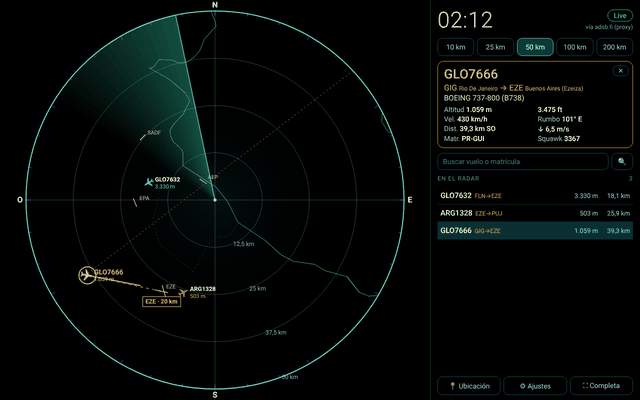 N
O
E
S
SADF
GLO7632
3.330 m
AEP
EPA
12,5 km
GLO7666
EZE
ARG1328
503 m
EZE · 20 km
25 km
37,5 km
50 km
02:12
Live
vía adsb.fi (proxy)
10 km
25 km
50 km
100 km
200 km
GLO7666
×
GIG Rio De Janeiro → EZE Buenos Aires (Ezeiza)
BOEING 737-800 (B738)
Altitud 1.059 m
3.475 ft
Vel. 430 km/h
Rumbo 101° E
Dist. 39,3 km SO
↓ 6,5 m/s
Matr. PR-GUI
Squawk 3367
Buscar vuelo o matrícula
EN EL RADAR
3
GLO7632 FLN→EZE 3.330 m 18,1 km
ARG1328 EZE→PUJ 503 m 25,9 km
GLO7666 GIG→EZE 1.059 m 39,3 km
Ubicación
Ajustes
Completa